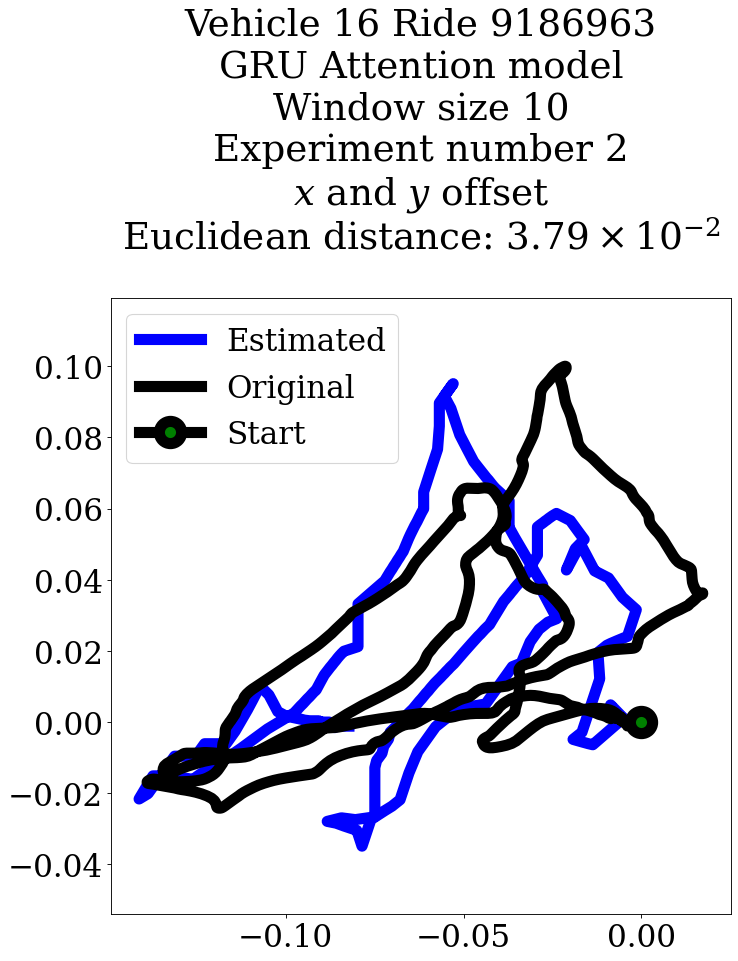 Vehicle 16 Ride 9186963
GRU Attention model
Window size 10
Experiment number 2
x and y offset
Euclidean distance: 3.79 × 10⁻²
Estimated
Original
Start
0.10
0.08
0.06
0.04
0.02
0.00
−0.02
−0.04
−0.10 −0.05 0.00